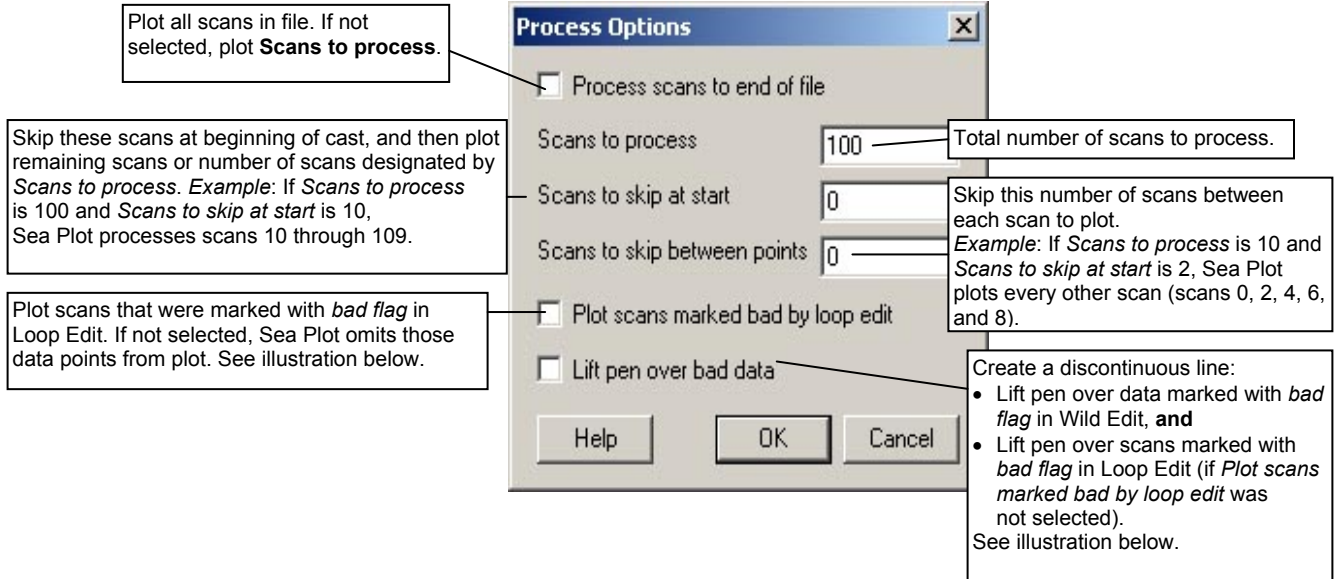 Plot all scans in file. If not
selected, plot Scans to process.
Process Options
Process scans to end of file
Skip these scans at beginning of cast, and then plot
remaining scans or number of scans designated by
Scans to process. Example: If Scans to process
is 100 and Scans to skip at start is 10,
Sea Plot processes scans 10 through 109.
Scans to process
100
Total number of scans to process.
Scans to skip at start
0
Scans to skip between points
0
Skip this number of scans between
each scan to plot.
Example: If Scans to process is 10 and
Scans to skip at start is 2, Sea Plot
plots every other scan (scans 0, 2, 4, 6,
and 8).
Plot scans that were marked with bad flag in
Loop Edit. If not selected, Sea Plot omits those
data points from plot. See illustration below.
Plot scans marked bad by loop edit
Lift pen over bad data
Create a discontinuous line:
• Lift pen over data marked with bad
flag in Wild Edit, and
• Lift pen over scans marked with
bad flag in Loop Edit (if Plot scans
marked bad by loop edit was
not selected).
See illustration below.
Help
OK
Cancel